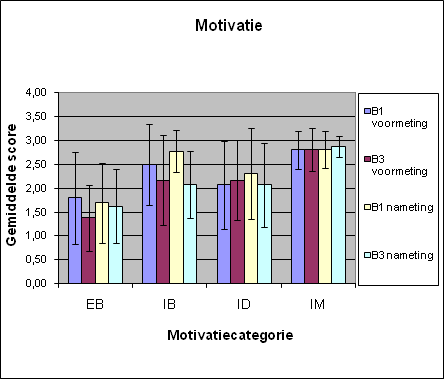 Motivatie
Gemiddelde score
4,00
3,50
3,00
2,50
2,00
1,50
1,00
0,50
0,00
EB
IB
ID
IM
Motivatiecategorie
B1
voormeting
B3
voormeting
B1 nameting
B3 nameting